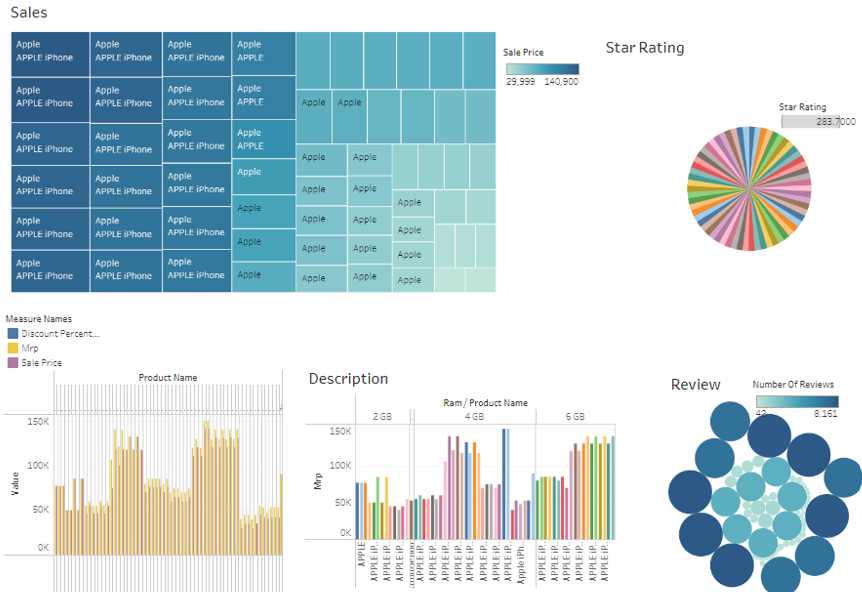 Sales
Apple
APPLE iPhone
Apple
APPLE iPhone
Apple
APPLE iPhone
Apple
APPLE
Apple
APPLE iPhone
Apple
APPLE iPhone
Apple
APPLE iPhone
Apple
APPLE
Apple
Apple
Apple
APPLE iPhone
Apple
APPLE iPhone
Apple
APPLE iPhone
Apple
APPLE
Apple
Apple
Apple
APPLE iPhone
Apple
APPLE iPhone
Apple
APPLE iPhone
Apple
Apple
Apple
Apple
APPLE iPhone
Apple
APPLE iPhone
Apple
APPLE iPhone
Apple
Apple
Apple
Apple
Apple
Apple
Apple
Apple
APPLE iPhone
Apple
APPLE iPhone
Apple
APPLE iPhone
Apple
Apple
Apple
Apple
Apple
Sale Price
29,999 140,900
Star Rating
Star Rating
283.7000
Measure Names
Discount Percent...
Mrp
Sale Price
Product Name
Value
150K
100K
50K
0K
Description
Ram / Product Name
2 GB
4 GB
6 GB
Mrp
150K
100K
50K
0K
APPLE
APPLE iP..
APPLE iP..
APPLE iP..
APPLE iP..
APPLE iP..
APPLE iP..
APPLE iP..
APPLE iP..
APPLE iP..
APPLE iP..
Apple iPh..
APPLE iP..
APPLE iP..
APPLE iP..
APPLE iP..
APPLE iP..
APPLE iP..
Review
Number Of Reviews
42 8,161